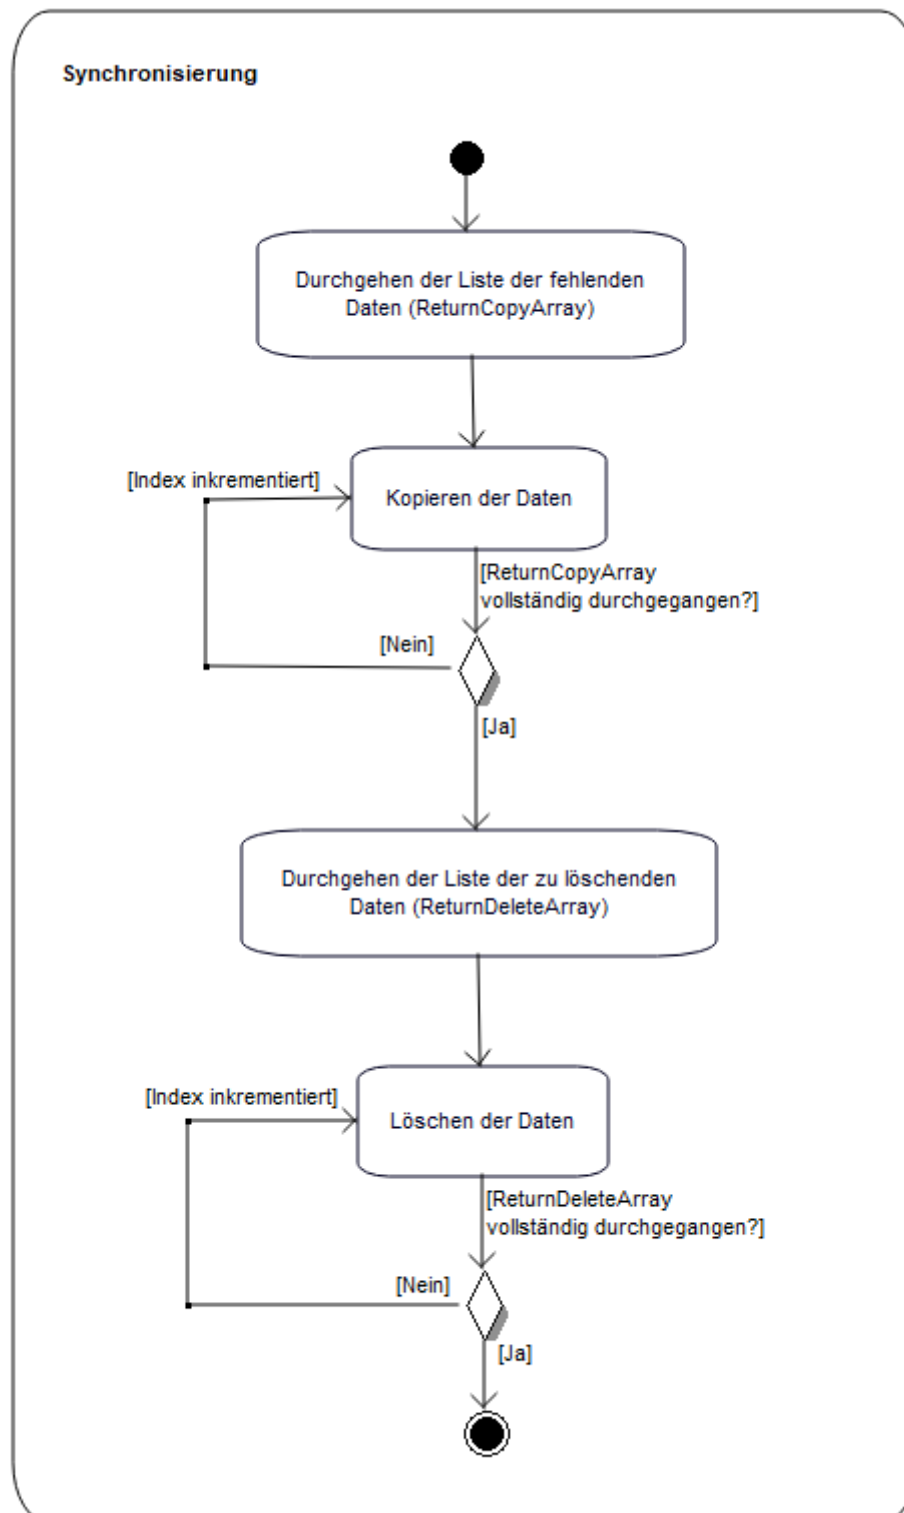 Synchronisierung
Durchgehen der Liste der fehlenden
Daten (ReturnCopyArray)
[Index inkrementiert]
Kopieren der Daten
[ReturnCopyArray
vollständig durchgegangen?]
[Nein]
[Ja]
Durchgehen der Liste der zu löschenden
Daten (ReturnDeleteArray)
[Index inkrementiert]
Löschen der Daten
[ReturnDeleteArray
vollständig durchgegangen?]
[Nein]
[Ja]